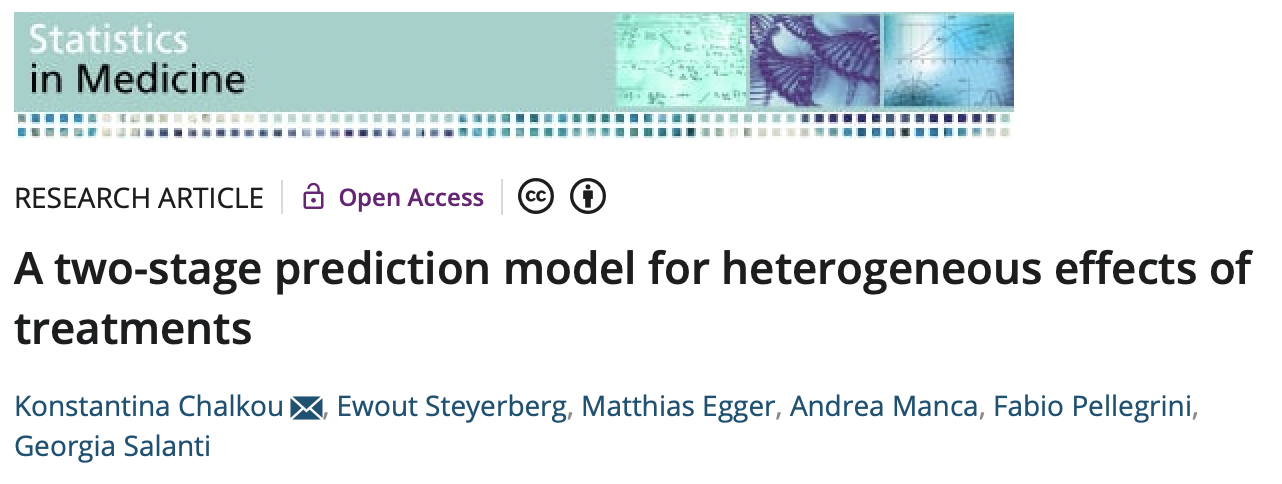 Statistics
in Medicine
RESEARCH ARTICLE Open Access cc
A two-stage prediction model for heterogeneous effects of
treatments
Konstantina Chalkou, Ewout Steyerberg, Matthias Egger, Andrea Manca, Fabio Pellegrini,
Georgia Salanti